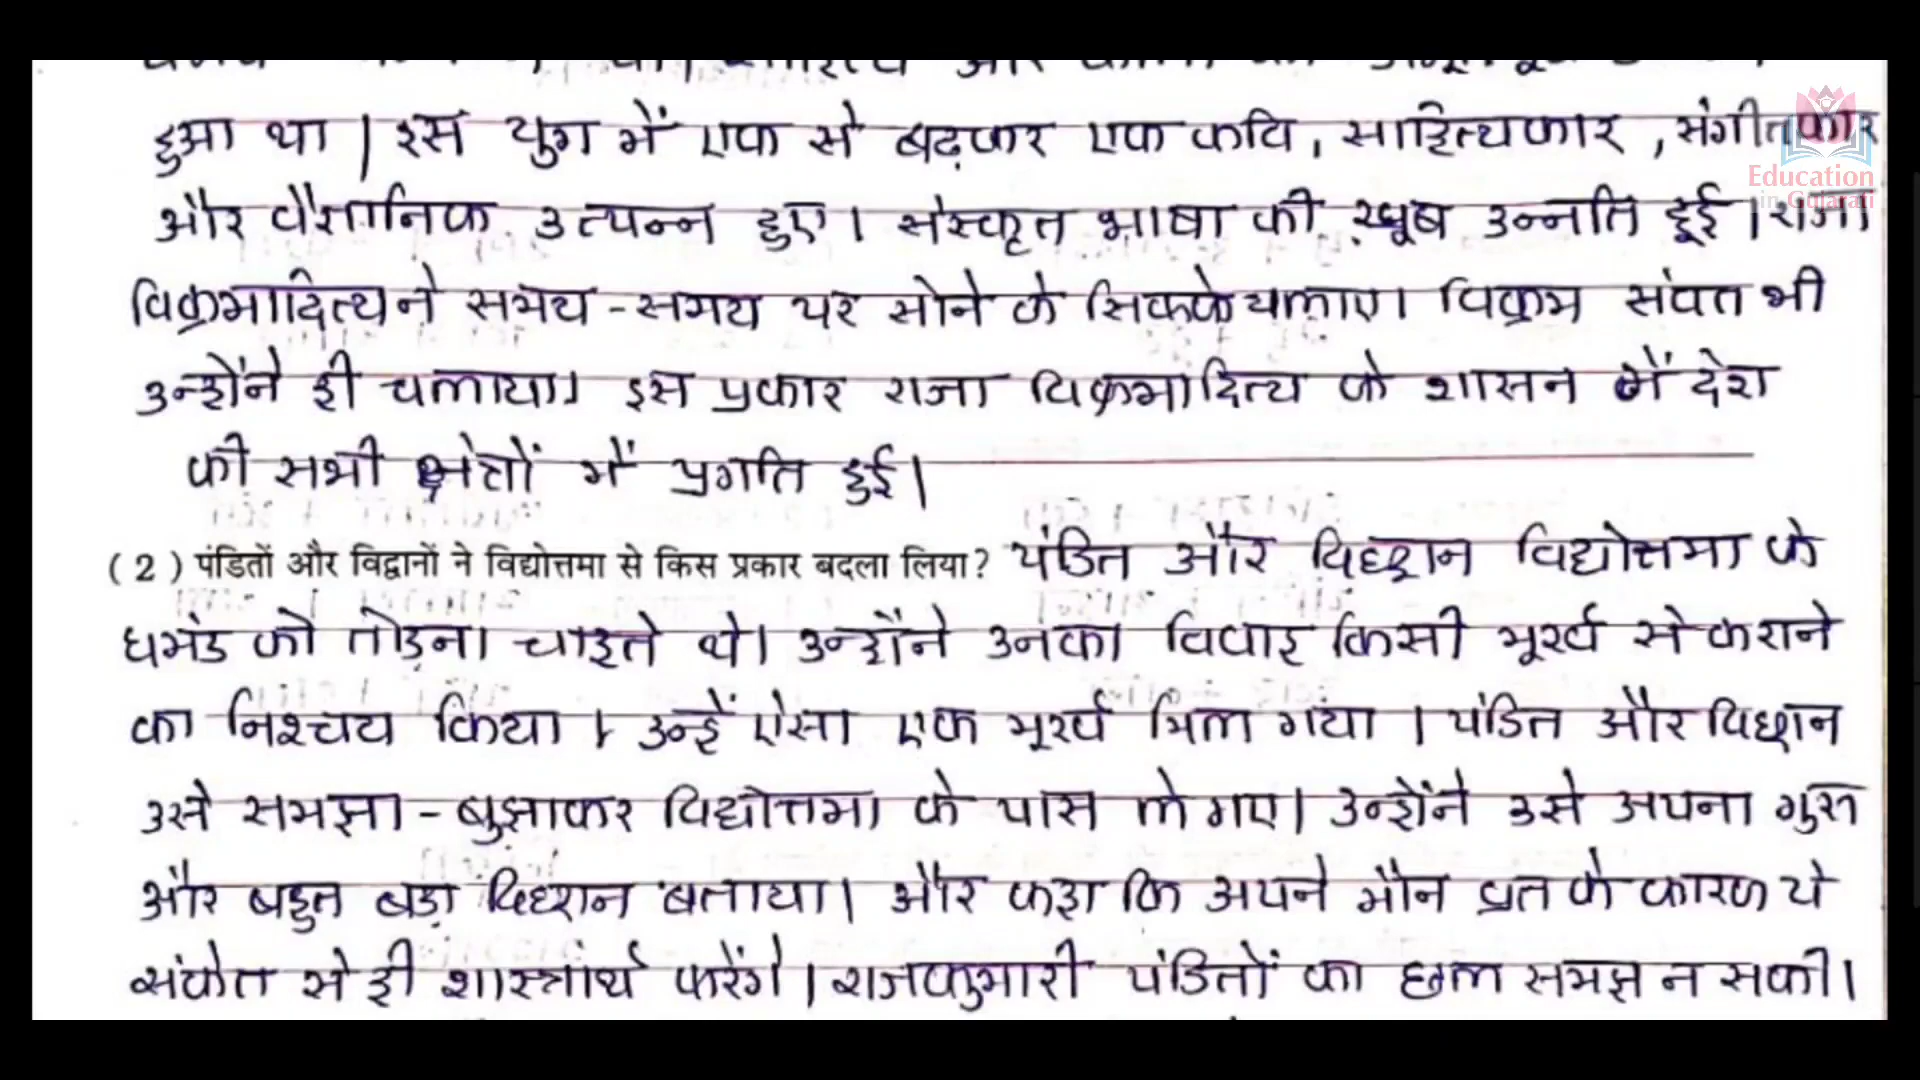 हुआ था । इस युग में एक से बढ़कर एक कवि, साहित्यकार, संगीतकार
Education
in Gujarati
और वैज्ञानिक उत्पन्न हुए। संस्कृत भाषा की खूब उन्नति हूई । राजा
विक्रमादित्य ने समय-समय पर सोने के सिक्के चलाए। विक्रम संवत भी
उन्होंने ही चलाया। इस प्रकार राजा विक्रमादित्य के शासन में देश
की सभी क्षेत्रों में प्रगति हुई।
(2) पंडितों और विद्वानों ने विद्योत्तमा से किस प्रकार बदला लिया? पंडित और विद्वान विद्योत्तमा के
घमंड को तोड़ना चाहते थे। उन्होंने उनका विवाह किसी मूर्ख से कराने
का निश्चय किया । उन्हें ऐसा एक मूर्ख मिल गया । पंडित और विद्वान
उसे समझा-बुझाकर विद्योत्तमा के पास ले गए। उन्होंने उसे अपना गुरु
और बहुत बड़ा विद्वान बताया। और कहा कि अपने मौन व्रत के कारण ये
संकेत से ही शास्त्रार्थ करेंगे। राजकुमारी पंडितों का छल समझ न सकी।